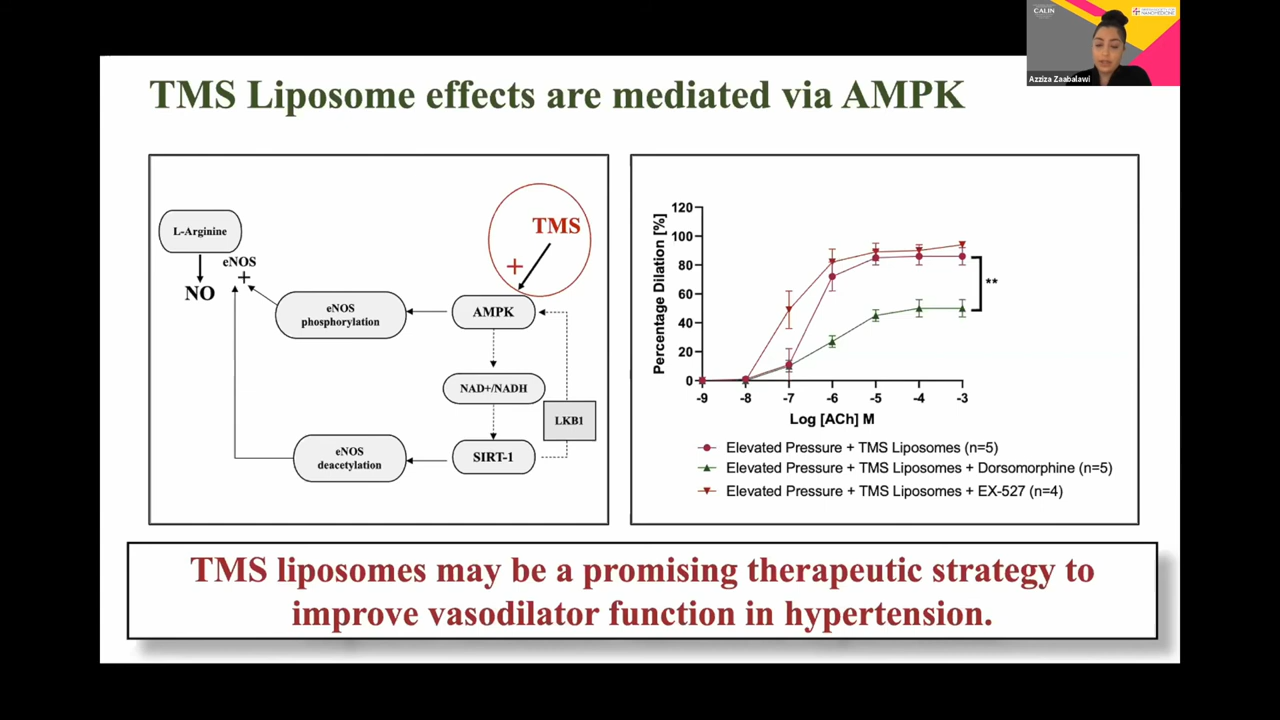 CALIN
NANOMEDICINE
Azziza Zaabalawi
TMS Liposome effects are mediated via AMPK
L-Arginine
eNOS
+
NO
eNOS
phosphorylation
TMS
+
AMPK
NAD+/NADH
LKB1
SIRT-1
eNOS
deacetylation
Percentage Dilation [%]
120
100
80
60
40
20
0
-9 -8 -7 -6 -5 -4 -3
Log [ACh] M
**
Elevated Pressure + TMS Liposomes (n=5)
Elevated Pressure + TMS Liposomes + Dorsomorphine (n=5)
Elevated Pressure + TMS Liposomes + EX-527 (n=4)
TMS liposomes may be a promising therapeutic strategy to
improve vasodilator function in hypertension.